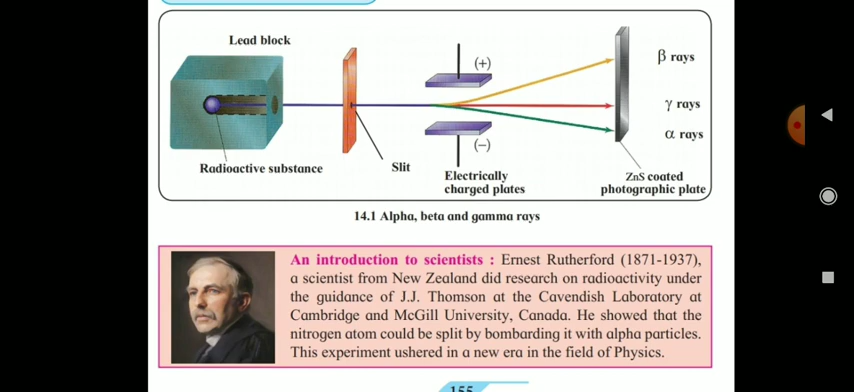 Lead block
(+)
β rays
γ rays
α rays
(–)
Radioactive substance
Slit
Electrically
charged plates
ZnS coated
photographic plate
14.1 Alpha, beta and gamma rays
An introduction to scientists : Ernest Rutherford (1871-1937),
a scientist from New Zealand did research on radioactivity under
the guidance of J.J. Thomson at the Cavendish Laboratory at
Cambridge and McGill University, Canada. He showed that the
nitrogen atom could be split by bombarding it with alpha particles.
This experiment ushered in a new era in the field of Physics.
155